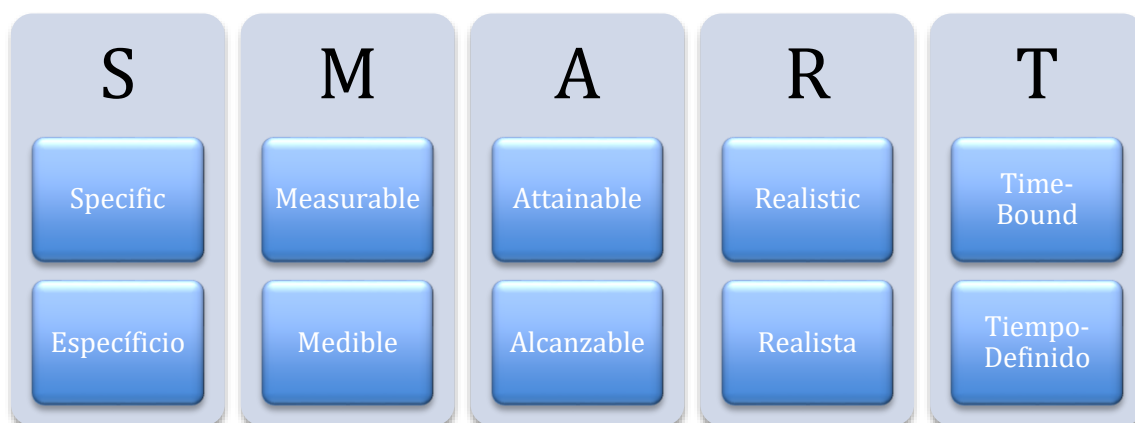 S
M
A
R
T
Specific
Measurable
Attainable
Realistic
Time-
Bound
Específicio
Medible
Alcanzable
Realista
Tiempo-
Definido